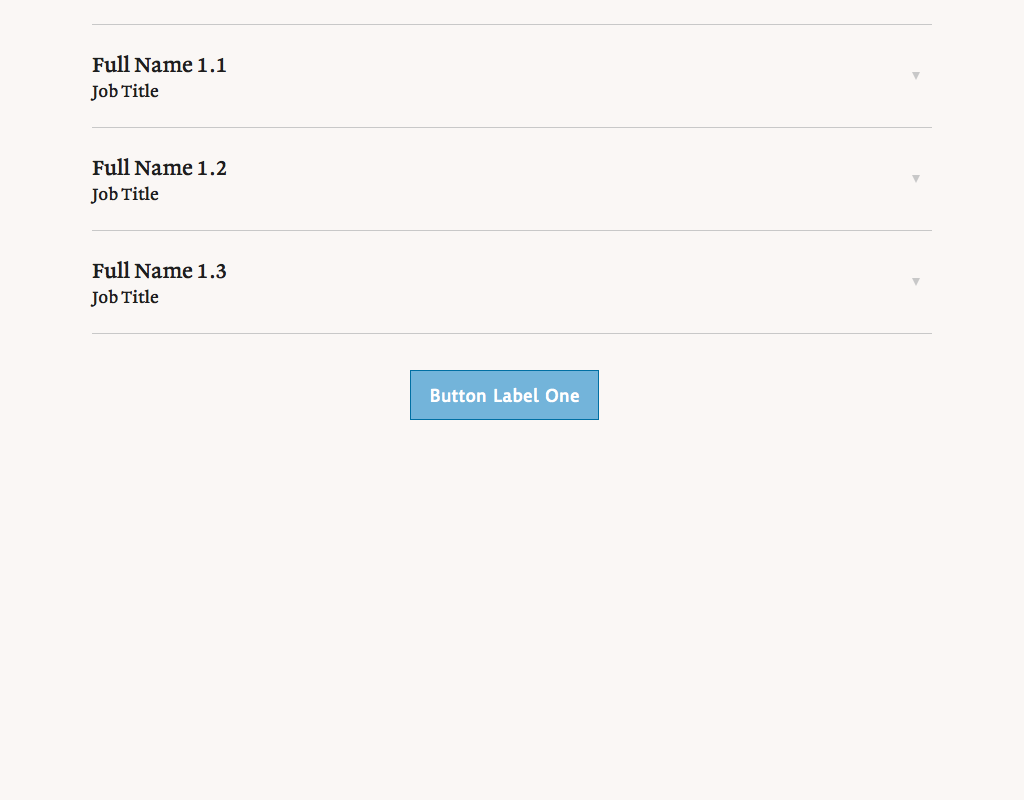 Full Name 1.1
Job Title
Full Name 1.2
Job Title
Full Name 1.3
Job Title
Button Label One